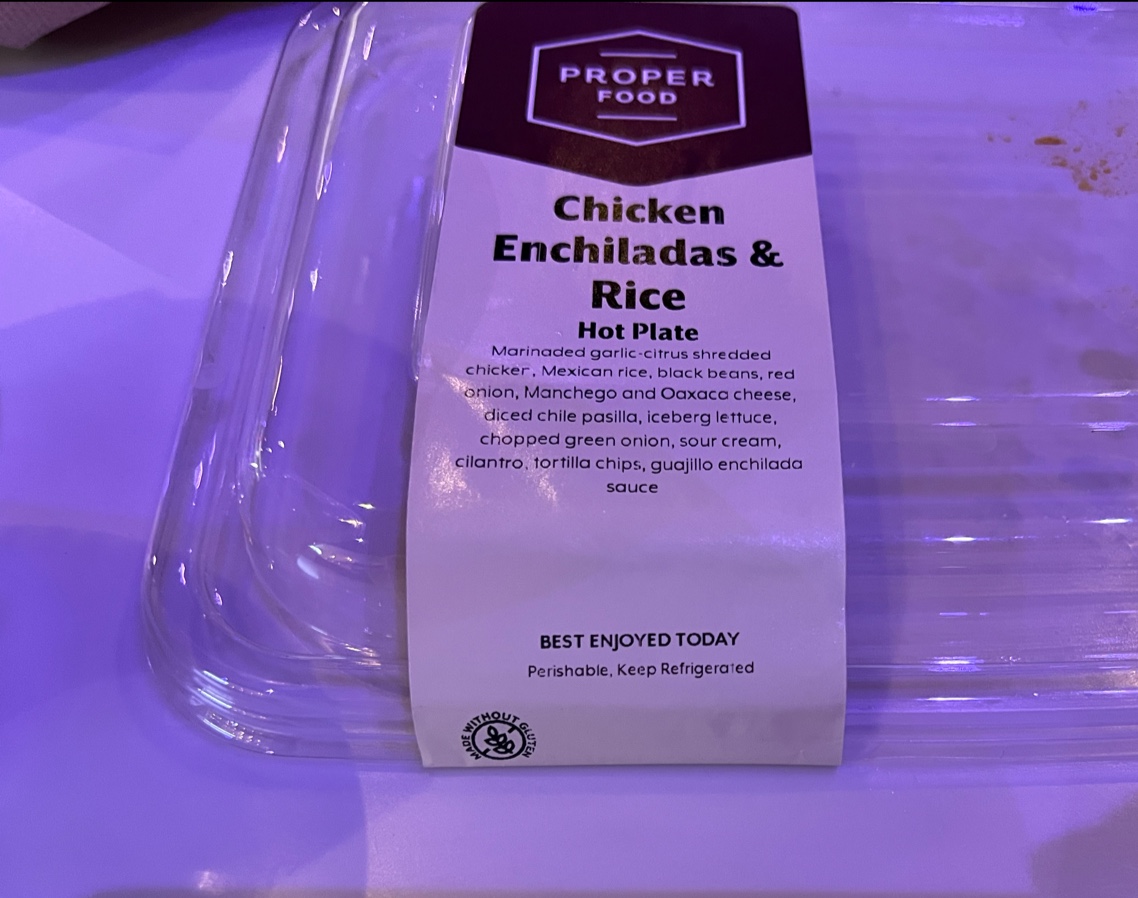 PROPER
FOOD
Chicken
Enchiladas &
Rice
Hot Plate
Marinaded garlic-citrus shredded
chicken, Mexican rice, black beans, red
onion, Manchego and Oaxaca cheese,
diced chile pasilla, iceberg lettuce,
chopped green onion, sour cream,
cilantro, tortilla chips, guajillo enchilada
sauce
BEST ENJOYED TODAY
Perishable, Keep Refrigerated
MADE WITHOUT GLUTEN